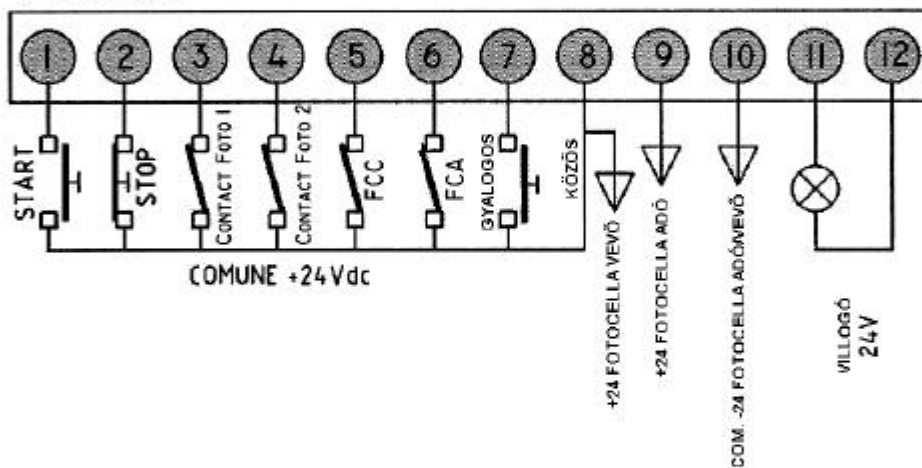 1 2 3 4 5 6 7 8 9 10 11 12
START
STOP
CONTACT FOTO 1
CONTACT FOTO 2
FCC
FCA
GYALOGOS
KÖZÖS
+24 FOTOCELLA VEVŐ
+24 FOTOCELLA ADÓ
COM. -24 FOTOCELLA ADÓ/VEVŐ
VILLOGÓ
24V
COMUNE +24Vdc